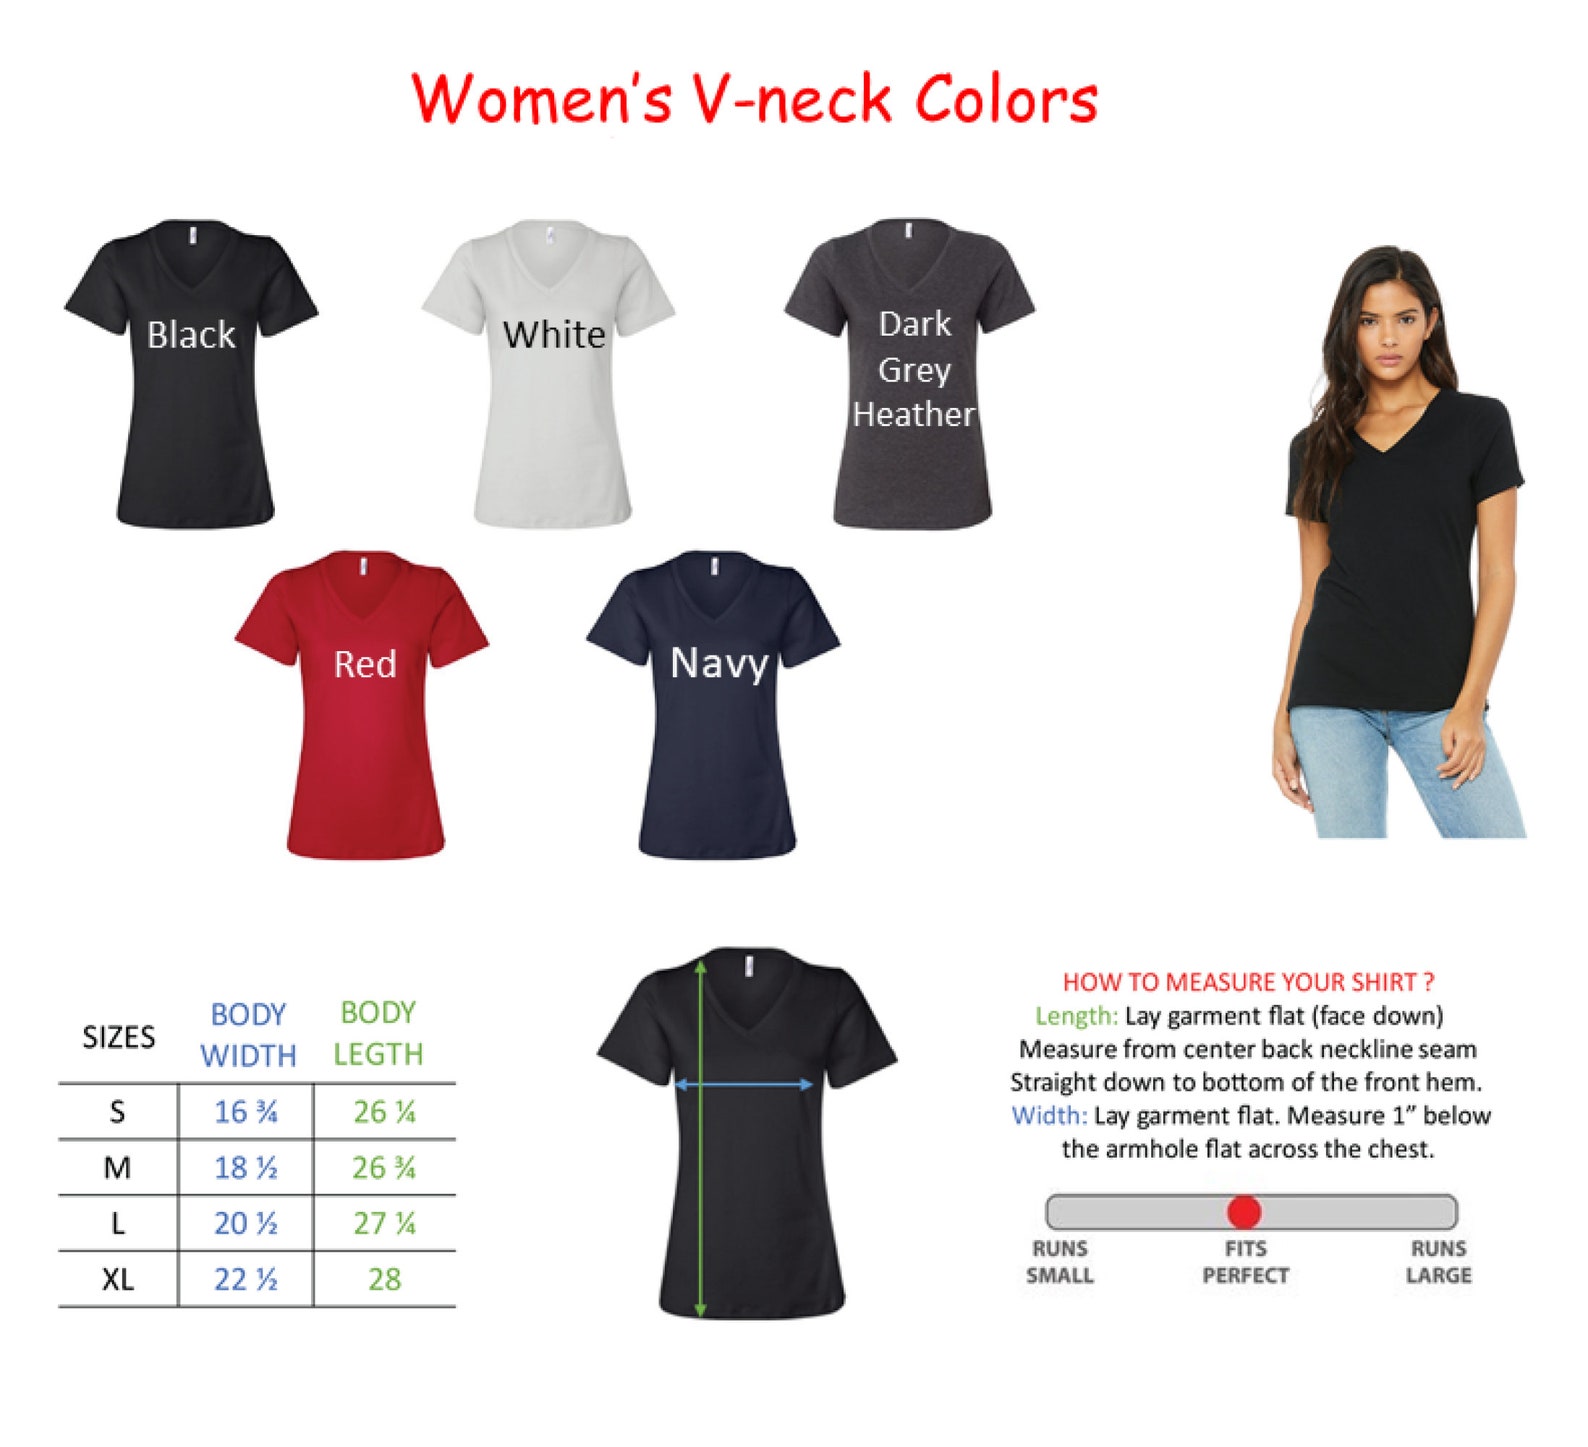 Women's V-neck Colors
Black
White
Dark
Grey
Heather
Red
Navy
SIZES
BODY
WIDTH
BODY
LEGTH
S 16 ¾ 26 ¼
M 18 ½ 26 ¾
L 20 ½ 27 ¼
XL 22 ½ 28
HOW TO MEASURE YOUR SHIRT ?
Length: Lay garment flat (face down)
Measure from center back neckline seam
Straight down to bottom of the front hem.
Width: Lay garment flat. Measure 1” below
the armhole flat across the chest.
RUNS
SMALL
FITS
PERFECT
RUNS
LARGE